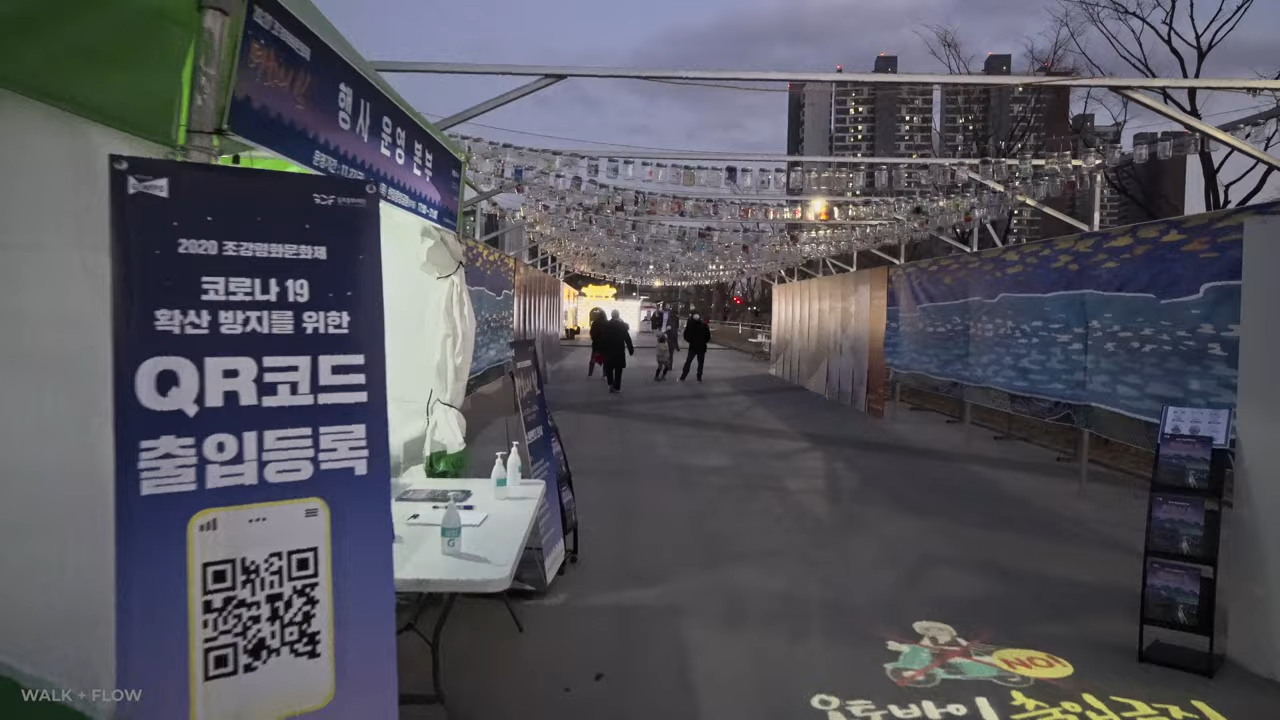 행사 운영 본부
2020 조강평화문화제
코로나 19
확산 방지를 위한
QR코드
출입등록
NO!
오토바이 출입금지
WALK + FLOW